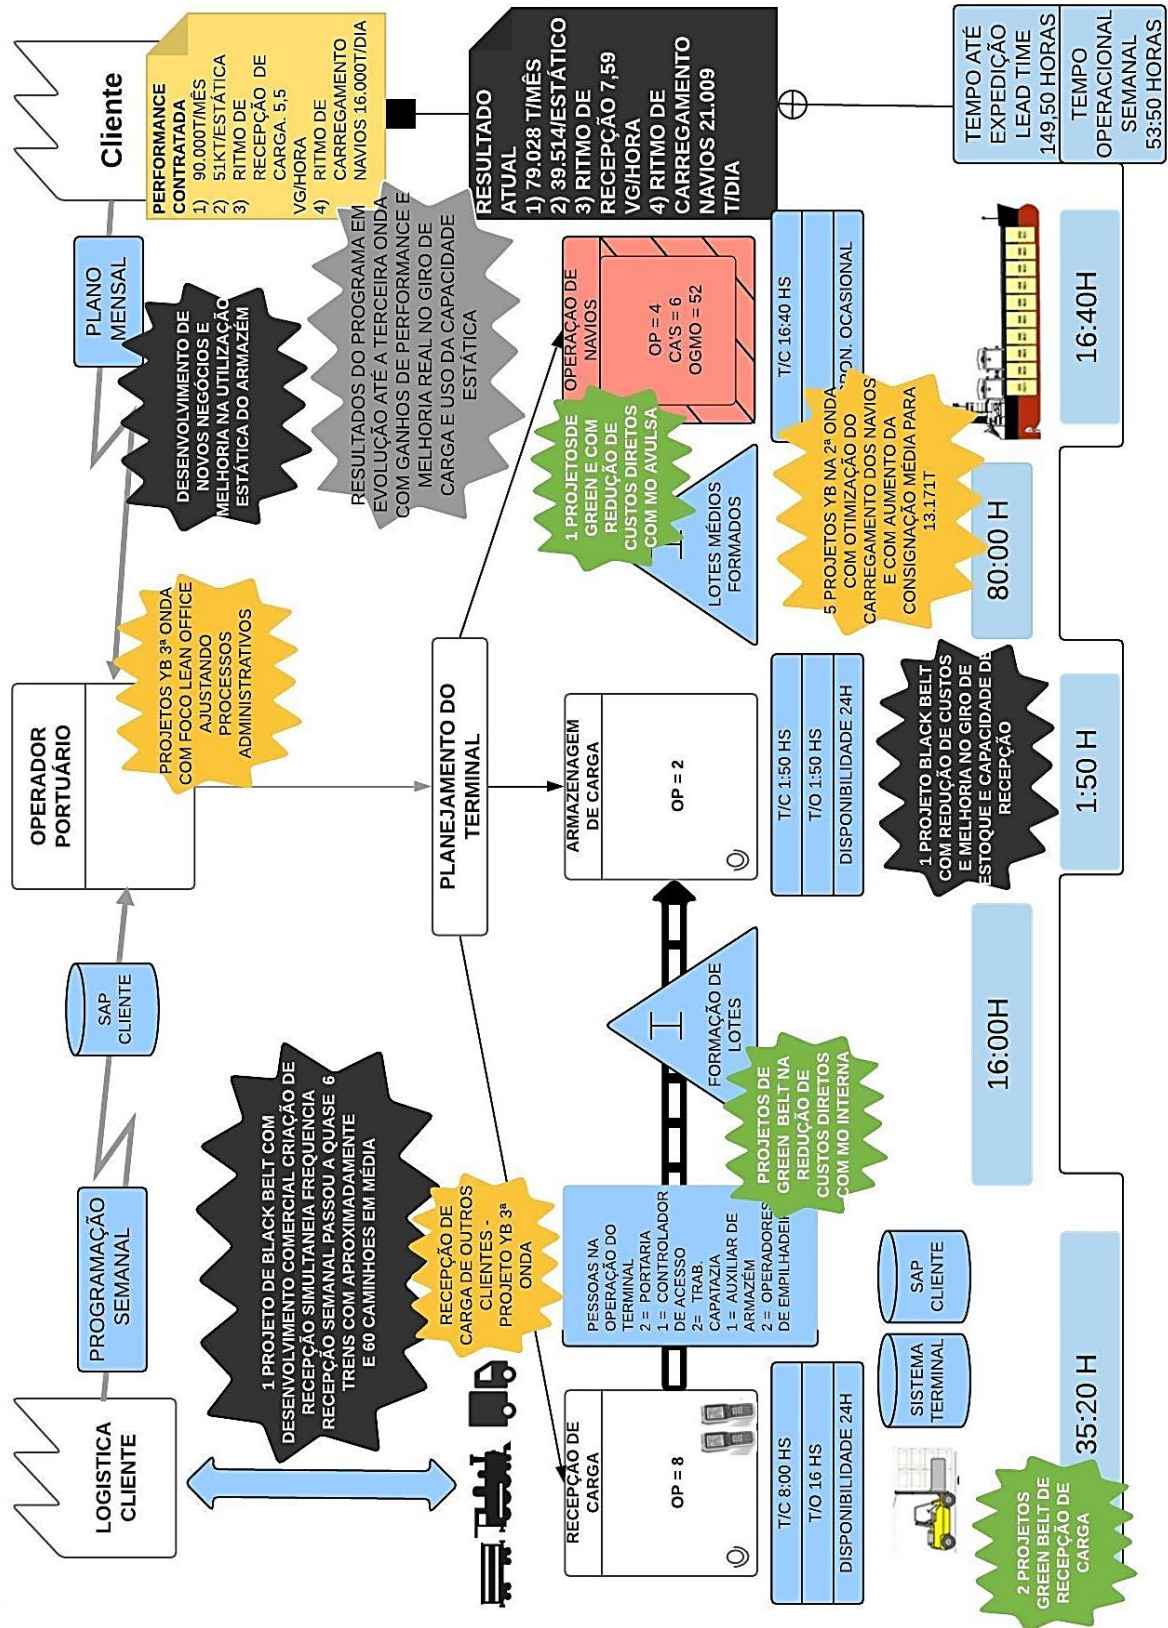 LOGISTICA
CLIENTE
PROGRAMAÇÃO
SEMANAL
SAP
CLIENTE
OPERADOR
PORTUÁRIO
PLANO
MENSAL
Cliente
1 PROJETO DE BLACK BELT COM
DESENVOLVIMENTO COMERCIAL CRIAÇÃO DE
RECEPÇÃO SIMULTANEIA FREQUENCIA
RECEPÇÃO SEMANAL PASSOU A QUASE 6
TRENS COM APROXIMADAMENTE
E 60 CAMINHOES EM MÉDIA
PROJETOS YB 3ª ONDA
COM FOCO LEAN OFFICE
AJUSTANDO
PROCESSOS
ADMINISTRATIVOS
DESENVOLVIMENTO DE
NOVOS NEGÓCIOS E
MELHORIA NA UTILIZAÇÃO
ESTÁTICA DO ARMAZÉM
PERFORMANCE
CONTRATADA
1) 90.000T/MÊS
2) 51KT/ESTÁTICA
3) RITMO DE
RECEPÇÃO DE
CARGA. 5,5
VG/HORA
4) RITMO DE
CARREGAMENTO
NAVIOS 16.000T/DIA
RESULTADOS DO PROGRAMA EM
EVOLUÇÃO ATÉ A TERCEIRA ONDA
COM GANHOS DE PERFORMANCE E
MELHORIA REAL NO GIRO DE
CARGA E USO DA CAPACIDADE
ESTÁTICA
RESULTADO
ATUAL
1) 79.028 T/MÊS
2) 39.514/ESTÁTICO
3) RITMO DE
RECEPÇÃO 7,59
VG/HORA
4) RITMO DE
CARREGAMENTO
NAVIOS 21.009
T/DIA
RECEPÇÃO DE
CARGA DE OUTROS
CLIENTES -
PROJETO YB 3ª
ONDA
PLANEJAMENTO DO
TERMINAL
RECEPÇÃO DE
CARGA
OP = 8
PESSOAS NA
OPERAÇÃO DO
TERMINAL
2 = PORTARIA
1 = CONTROLADOR
DE ACESSO
2= TRAB.
CAPATAZIA
1 = AUXILIAR DE
ARMAZÉM
2 = OPERADORES
DE EMPILHADEI
FORMAÇÃO DE
LOTES
PROJETOS DE
GREEN BELT NA
REDUÇÃO DE
CUSTOS DIRETOS
COM MO INTERNA
ARMAZENAGEM
DE CARGA
OP = 2
1 PROJETOSDE
GREEN E COM
REDUÇÃO DE
CUSTOS DIRETOS
COM MO AVULSA
LOTES MÉDIOS
FORMADOS
OPERAÇÃO DE
NAVIOS
OP = 4
CA'S = 6
OGMO = 52
T/C 8:00 HS
T/O 16 HS
DISPONIBILIDADE 24H
T/C 1:50 HS
T/O 1:50 HS
DISPONIBILIDADE 24H
T/C 16:40 HS
PON. OCASIONAL
5 PROJETOS YB NA 2ª ONDA
COM OTIMIZAÇÃO DO
CARREGAMENTO DOS NAVIOS
E COM AUMENTO DA
CONSIGNAÇÃO MÉDIA PARA
13.171T
SISTEMA
TERMINAL
SAP
CLIENTE
1 PROJETO BLACK BELT
COM REDUÇÃO DE CUSTOS
E MELHORIA NO GIRO DE
ESTOQUE E CAPACIDADE DE
RECEPÇÃO
2 PROJETOS
GREEN BELT DE
RECEPÇÃO DE
CARGA
35:20 H
16:00H
1:50 H
80:00 H
16:40H
TEMPO ATÉ
EXPEDIÇÃO
LEAD TIME
149,50 HORAS
TEMPO
OPERACIONAL
SEMANAL
53:50 HORAS